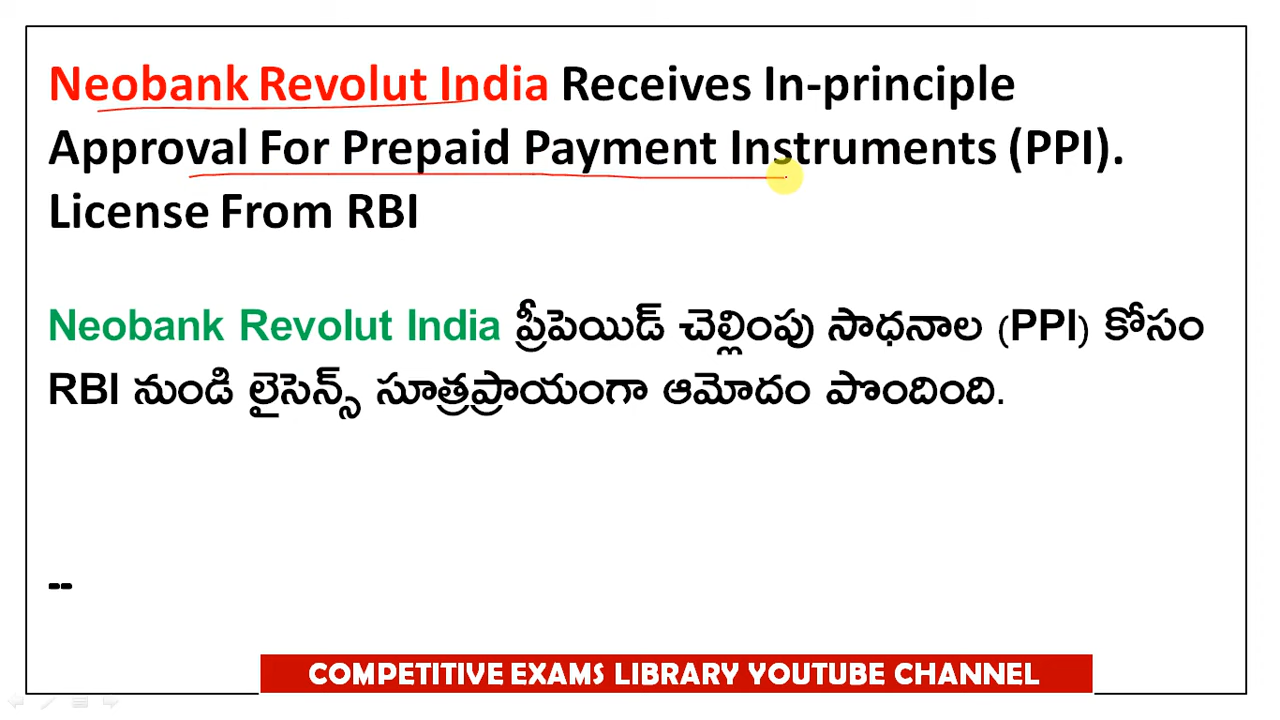 Neobank Revolut India Receives In-principle
Approval For Prepaid Payment Instruments (PPI).
License From RBI
Neobank Revolut India ప్రీపెయిడ్ చెల్లింపు సాధనాల (PPI) కోసం
RBI నుండి లైసెన్స్ సూత్రప్రాయంగా ఆమోదం పొందింది.
--
COMPETITIVE EXAMS LIBRARY YOUTUBE CHANNEL